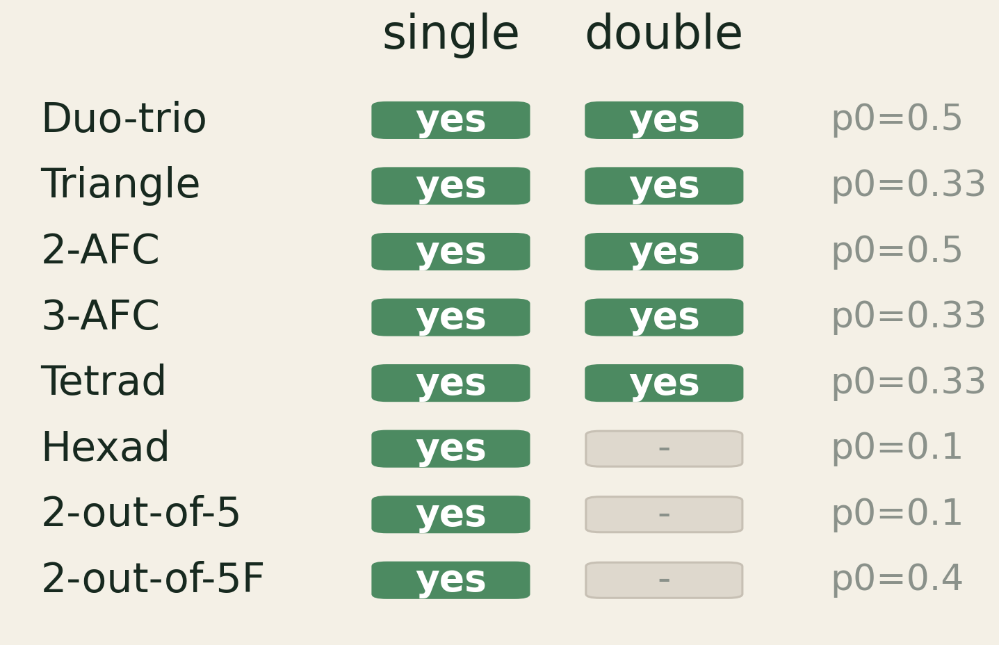 single double
Duo-trio yes yes p0=0.5
Triangle yes yes p0=0.33
2-AFC yes yes p0=0.5
3-AFC yes yes p0=0.33
Tetrad yes yes p0=0.33
Hexad yes - p0=0.1
2-out-of-5 yes - p0=0.1
2-out-of-5F yes - p0=0.4